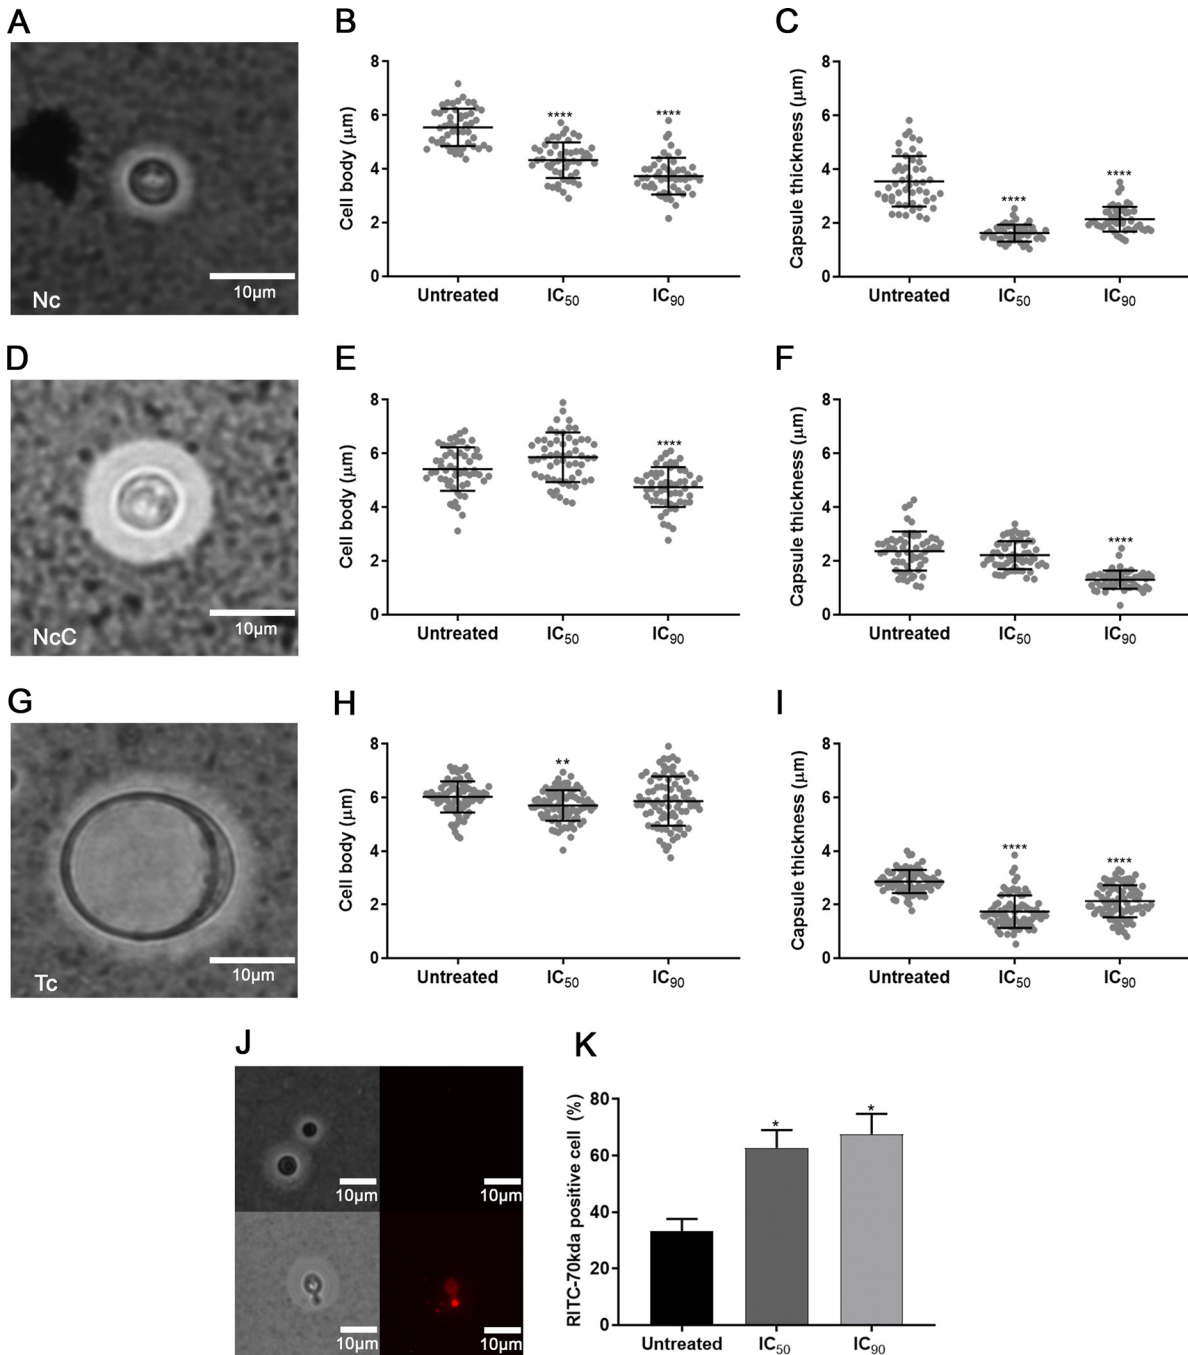 A
Nc
10µm
B
Cell body (µm)
8
6
4
2
0
****
****
Untreated
IC50
IC90
C
Capsule thickness (µm)
8
6
4
2
0
****
****
Untreated
IC50
IC90
D
NcC
10µm
E
Cell body (µm)
8
6
4
2
0
****
Untreated
IC50
IC90
F
Capsule thickness (µm)
8
6
4
2
0
****
Untreated
IC50
IC90
G
Tc
10µm
H
Cell body (µm)
8
6
4
2
0
**
Untreated
IC50
IC90
I
Capsule thickness (µm)
8
6
4
2
0
****
****
Untreated
IC50
IC90
J
10µm
10µm
10µm
10µm
K
RITC-70kda positive cell (%)
80
60
40
20
0
*
*
Untreated
IC50
IC90